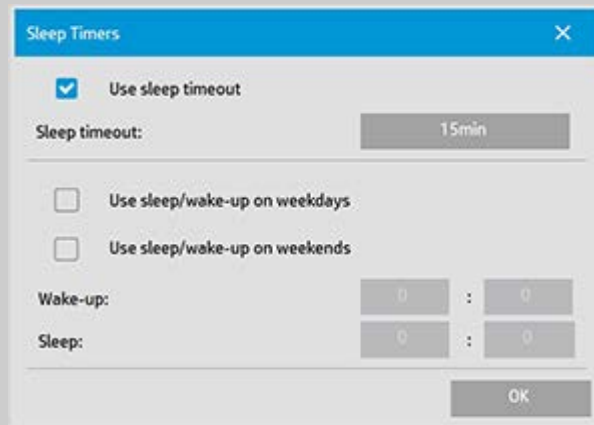 Sleep Timers
Use sleep timeout
Sleep timeout: 15min
Use sleep/wake-up on weekdays
Use sleep/wake-up on weekends
Wake-up: 0 : 0
Sleep: 0 : 0
OK